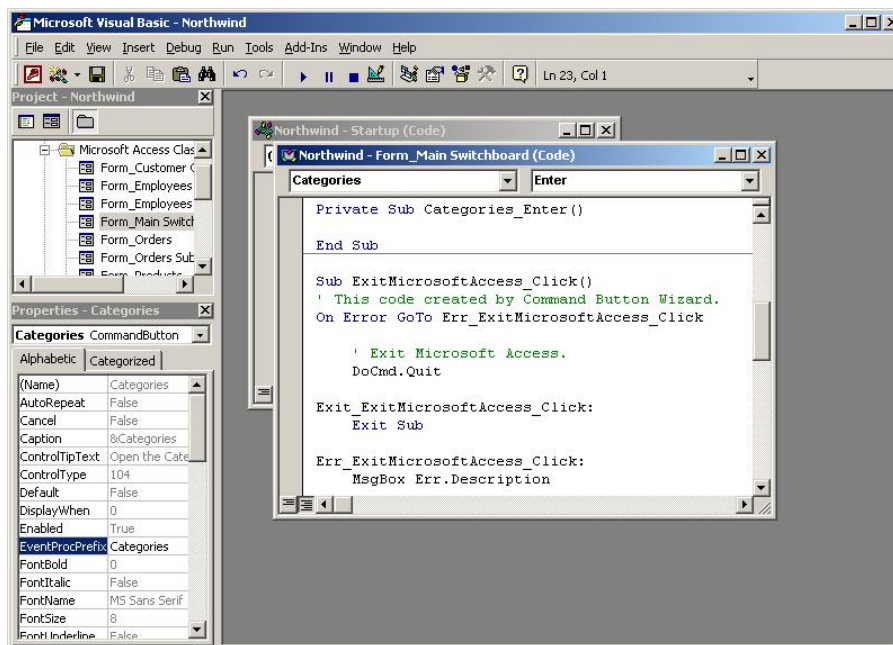 Microsoft Visual Basic - Northwind
File Edit View Insert Debug Run Tools Add-Ins Window Help
Ln 23, Col 1
Project - Northwind
Microsoft Access Clas
Form_Customer
Form_Employees
Form_Employees
Form_Main Switch
Form_Orders
Form_Orders Sub
Form_Products
Properties - Categories
Categories CommandButton
Alphabetic Categorized
(Name) Categories
AutoRepeat False
Cancel False
Caption &Categories
ControlTipText Open the Cate
ControlType 104
Default False
DisplayWhen 0
Enabled True
EventProcPrefix Categories
FontBold 0
FontItalic False
FontName MS Sans Serif
FontSize 8
FontUnderline False
Northwind - Startup (Code)
Northwind - Form_Main Switchboard (Code)
Categories Enter
Private Sub Categories_Enter()
End Sub
Sub ExitMicrosoftAccess_Click()
' This code created by Command Button Wizard.
On Error GoTo Err_ExitMicrosoftAccess_Click
' Exit Microsoft Access.
DoCmd.Quit
Exit_ExitMicrosoftAccess_Click:
Exit Sub
Err_ExitMicrosoftAccess_Click:
MsgBox Err.Description